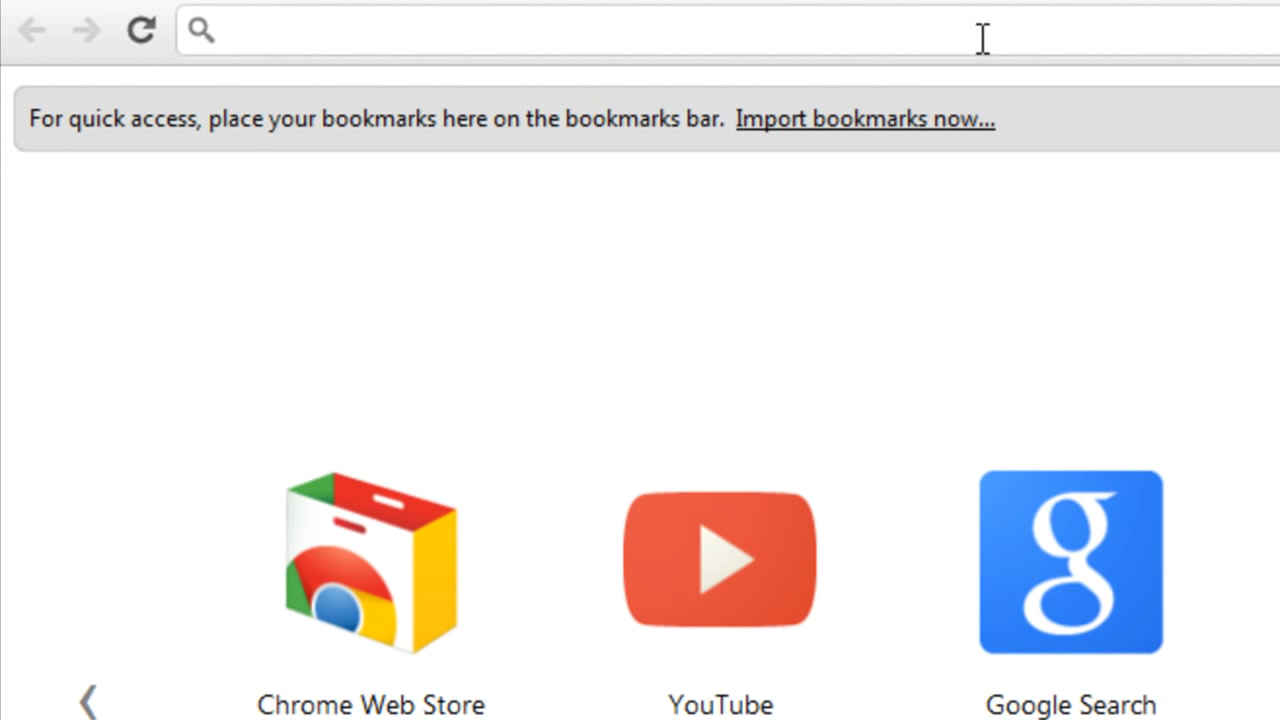 For quick access, place your bookmarks here on the bookmarks bar. Import bookmarks now...
g
Chrome Web Store
YouTube
Google Search